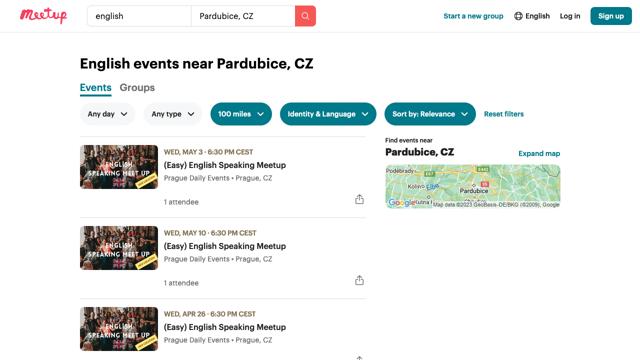 Meetup
english
Pardubice, CZ
Start a new group
English
Log in
Sign up
English events near Pardubice, CZ
Events
Groups
Any day
Any type
100 miles
Identity & Language
Sort by: Relevance
Reset filters
ENGLISH
SPEAKING MEET UP
WED, MAY 3 · 6:30 PM CEST
(Easy) English Speaking Meetup
Prague Daily Events • Prague, CZ
1 attendee
Find events near
Pardubice, CZ
Expand map
Poděbrady
Kolín
Pardubice
Kutná
Google
Map data ©2023 GeoBasis-DE/BKG (©2009), Google
ENGLISH
SPEAKING MEET UP
WED, MAY 10 · 6:30 PM CEST
(Easy) English Speaking Meetup
Prague Daily Events • Prague, CZ
1 attendee
ENGLISH
SPEAKING MEET UP
WED, APR 26 · 6:30 PM CEST
(Easy) English Speaking Meetup
Prague Daily Events • Prague, CZ